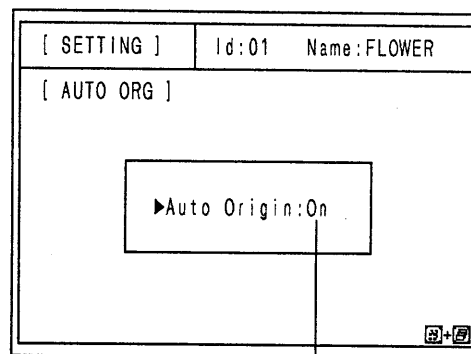 [ SETTING ] Id:01 Name:FLOWER
[ AUTO ORG ]
▶Auto Origin:On